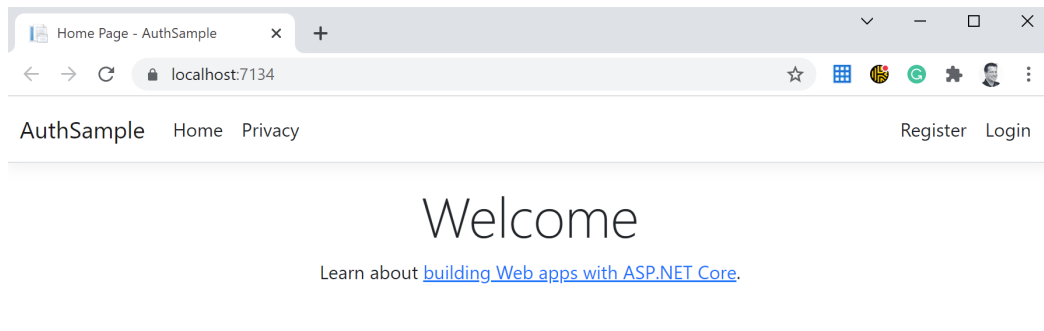 Home Page - AuthSample
localhost:7134
AuthSample Home Privacy Register Login
Welcome
Learn about building Web apps with ASP.NET Core.